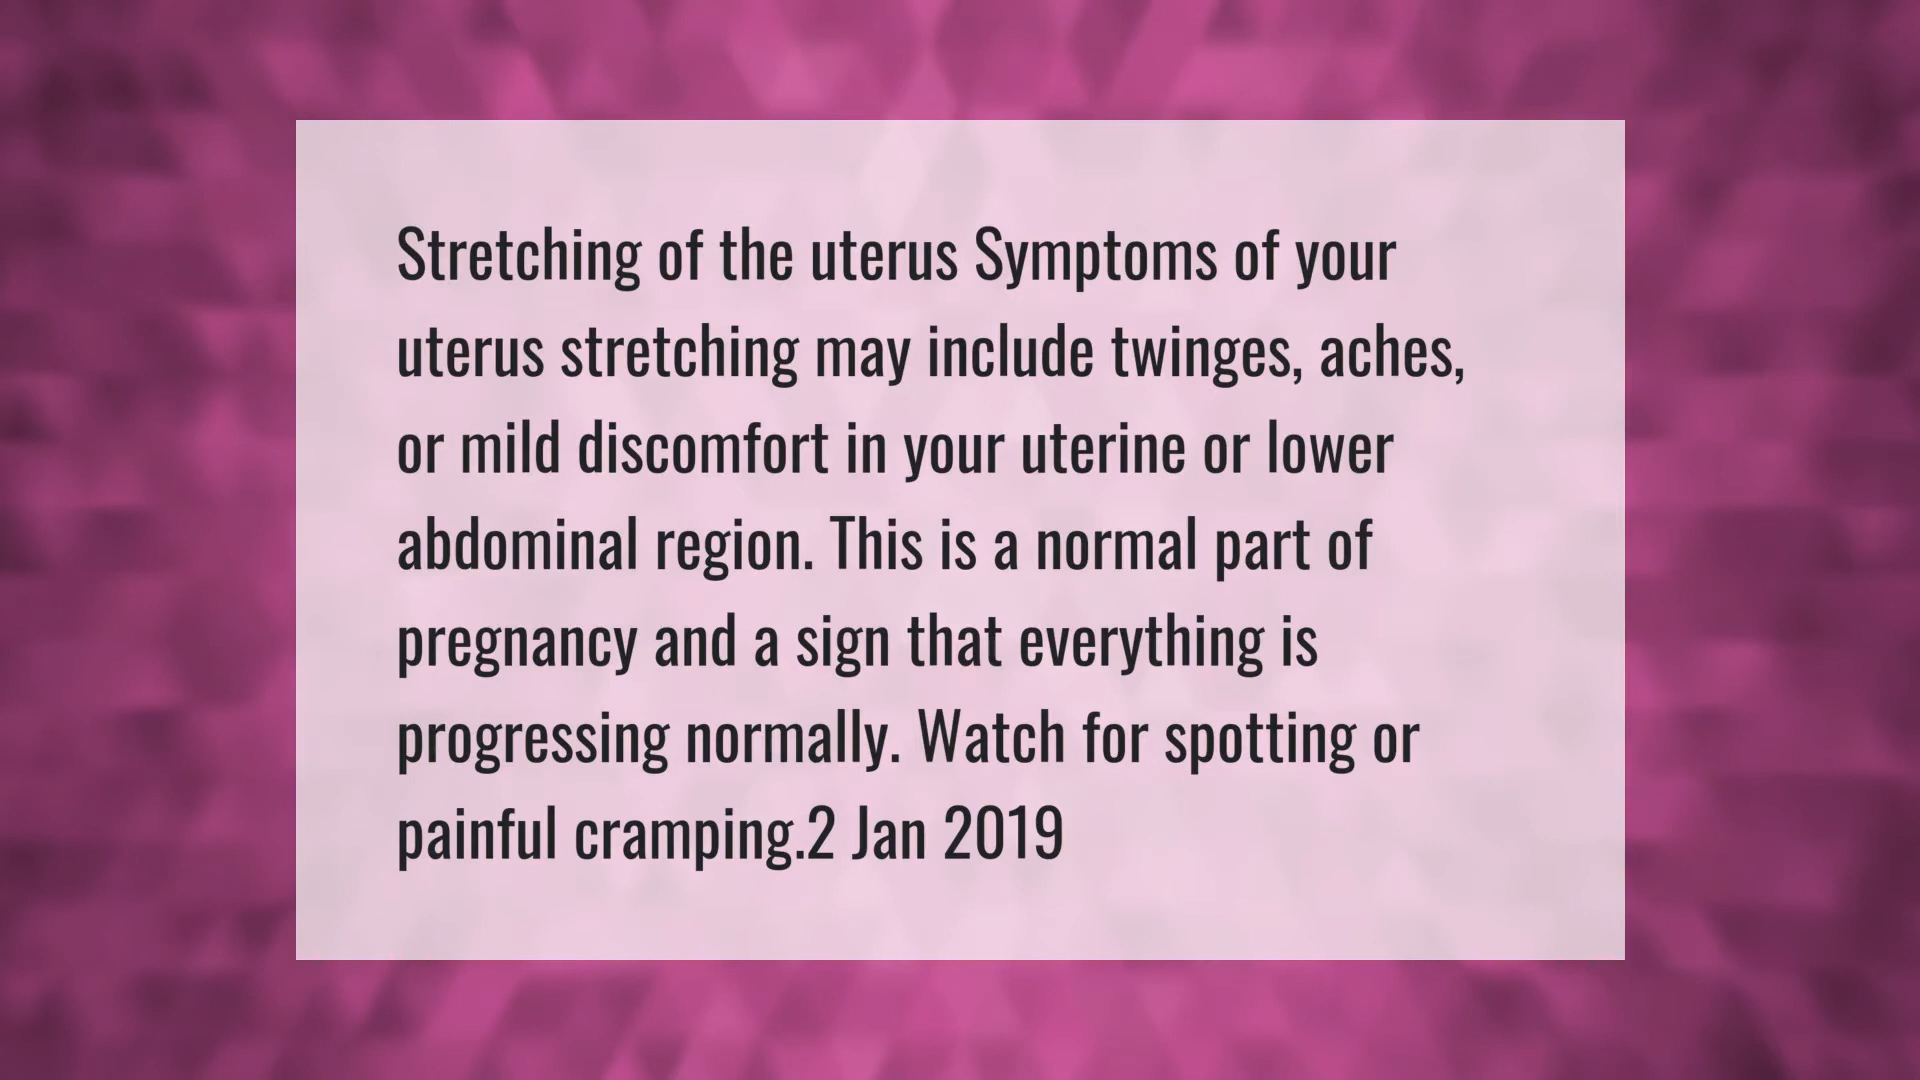 Stretching of the uterus Symptoms of your
uterus stretching may include twinges, aches,
or mild discomfort in your uterine or lower
abdominal region. This is a normal part of
pregnancy and a sign that everything is
progressing normally. Watch for spotting or
painful cramping.2 Jan 2019